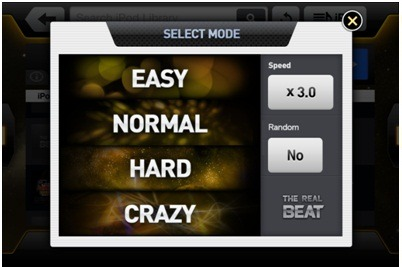 SELECT MODE
EASY
NORMAL
HARD
CRAZY
Speed
x 3.0
Random
No
THE REAL
BEAT